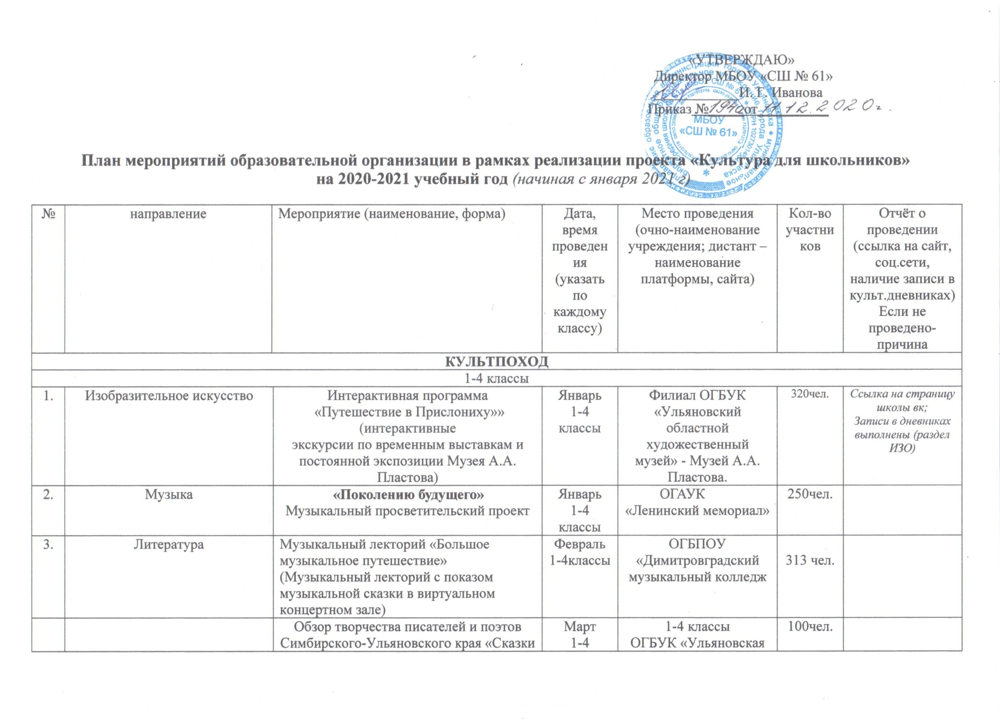 «УТВЕРЖДАЮ»
Директор МБОУ «СШ № 61»
И. Г. Иванова
Приказ № 194а от 11 12. 2020г.
МБОУ
«СШ № 61»
План мероприятий образовательной организации в рамках реализации проекта «Культура для школьников»
на 2020-2021 учебный год (начиная с января 2021 г)
№
направление
Мероприятие (наименование, форма)
Дата,
время
проведен
ия
(указать
по
каждому
классу)
Место проведения
(очно-наименование
учреждения; дистант –
наименование
платформы, сайта)
Кол-во
участни
ков
Отчёт о
проведении
(ссылка на сайт,
соц.сети,
наличие записи в
культ.дневниках)
Если не
проведено-
причина
КУЛЬТПОХОД
1-4 классы
1.
Изобразительное искусство
Интерактивная программа
«Путешествие в Прислониху»»
(интерактивные
экскурсии по временным выставкам и
постоянной экспозиции Музея А.А.
Пластова)
Январь
1-4
классы
Филиал ОГБУК
«Ульяновский
областной
художественный
музей» - Музей А.А.
Пластова.
320чел.
Ссылка на страницу
школы вк;
Записи в дневниках
выполнены (раздел
ИЗО)
2.
Музыка
«Поколению будущего»
Музыкальный просветительский проект
Январь
1-4
классы
ОГАУК
«Ленинский мемориал»
250чел.
3.
Литература
Музыкальный лекторий «Большое
музыкальное путешествие»
(Музыкальный лекторий с показом
музыкальной сказки в виртуальном
концертном зале)
Февраль
1-4классы
ОГБПОУ
«Димитровградский
музыкальный колледж
313 чел.
Обзор творчества писателей и поэтов
Симбирского-Ульяновского края «Сказки
Март
1-4
1-4 классы
ОГБУК «Ульяновская
100чел.